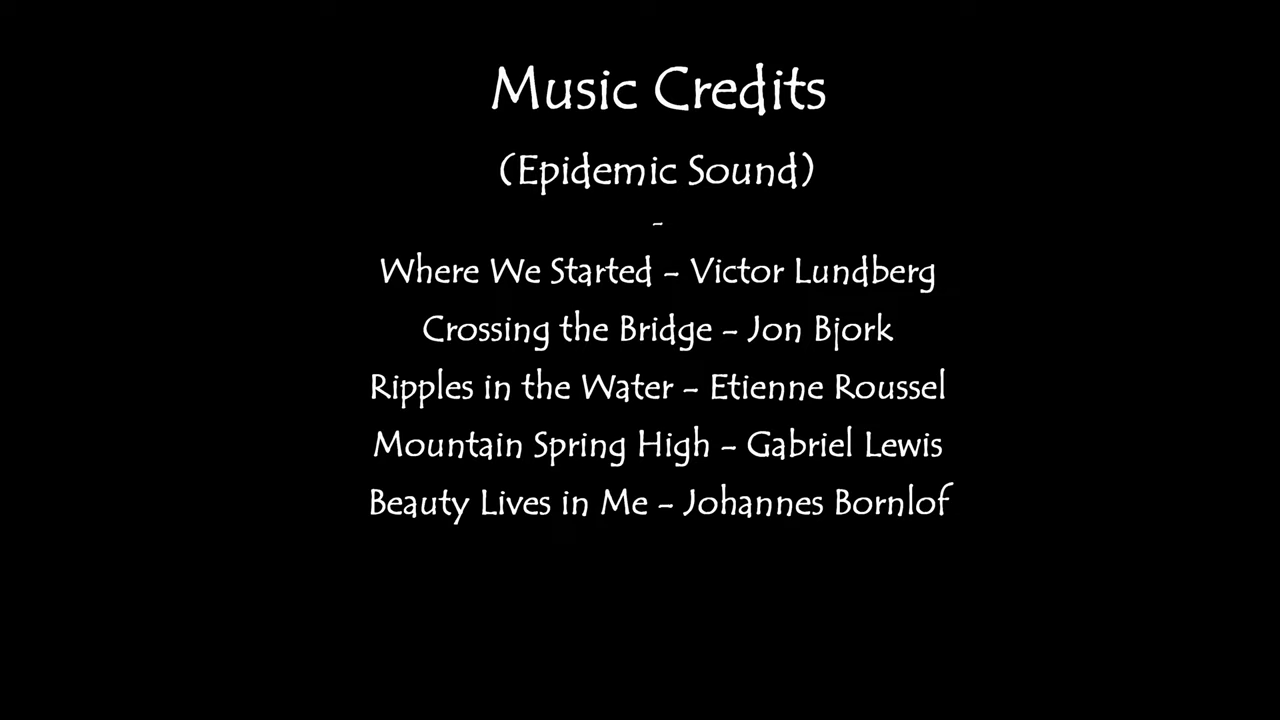 Music Credits
(Epidemic Sound)
-
Where We Started - Victor Lundberg
Crossing the Bridge - Jon Bjork
Ripples in the Water - Etienne Roussel
Mountain Spring High - Gabriel Lewis
Beauty Lives in Me - Johannes Bornlof